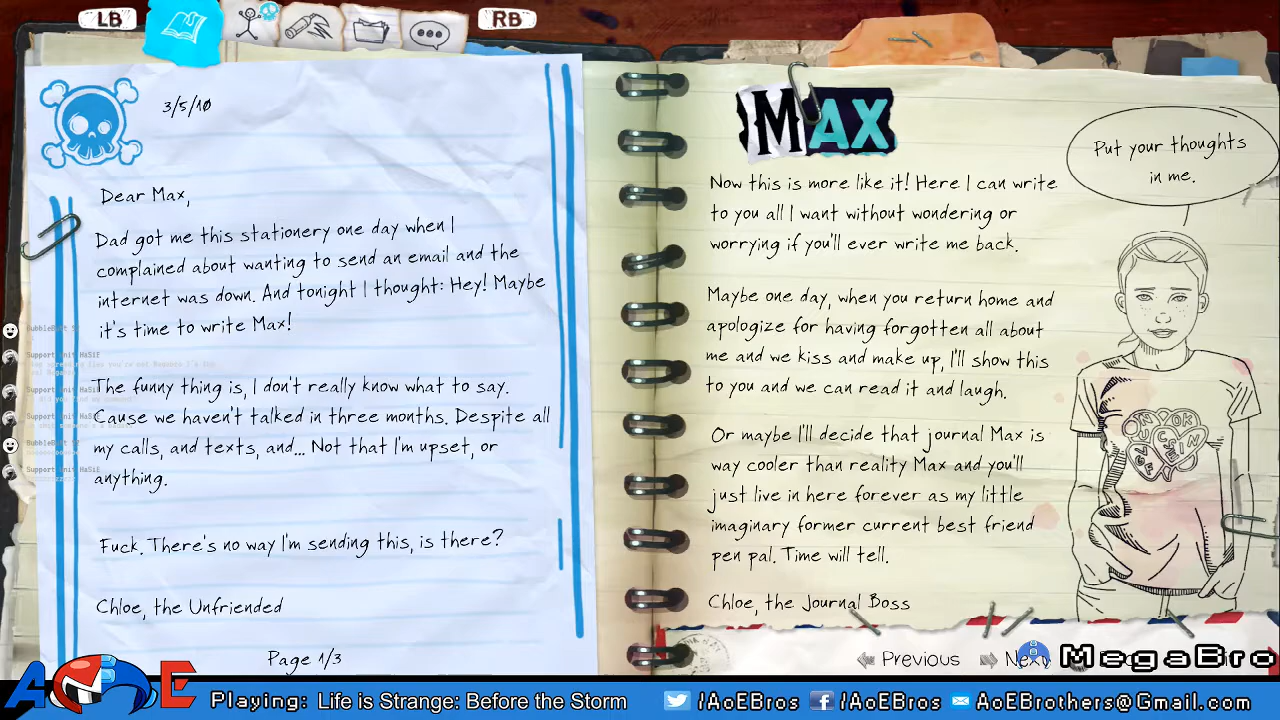 LB
RB
3/5/10
Dear Max,
Dad got me this stationery one day when I
complained about wanting to send an email and the
internet was down. And tonight I thought: Hey! Maybe
it's time to write Max!
The funny thing is, I don't really know what to say.
Cause we haven't talked in three months. Despite all
my calls, and texts, and... Not that I'm upset, or
anything.
Fuck. There's no way I'm sending this, is there?
Chloe, the Unfriended
Page 1/3
MAX
Now this is more like it! Here I can write
to you all I want without wondering or
worrying if you'll ever write me back.
Maybe one day, when you return home and
apologize for having forgotten all about
me and we kiss and make up, I'll show this
to you and we can read it and laugh.
Or maybe I'll decide that journal Max is
way cooler than reality Max and you'll
just live in here forever as my little
imaginary former current best friend
pen pal. Time will tell.
Chloe, the Journal Boss
Put your thoughts
in me.
Previous
MegaBro
AOE
Playing: Life is Strange: Before the Storm
/AoEBros
/AoEBros
AoEBrothers@Gmail.com